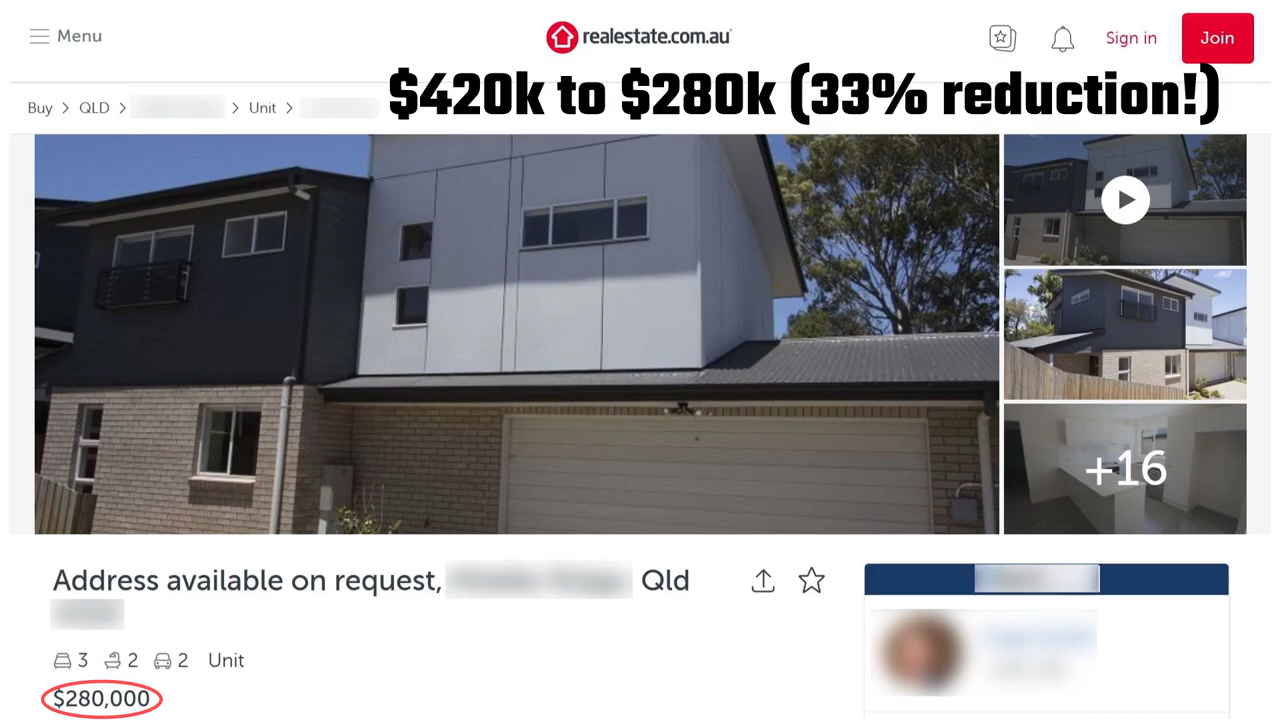 Menu
realestate.com.au
Sign in
Join
$420k to $280k (33% reduction!)
Buy > QLD > > Unit >
+16
Address available on request, Qld
3 2 2 Unit
$280,000